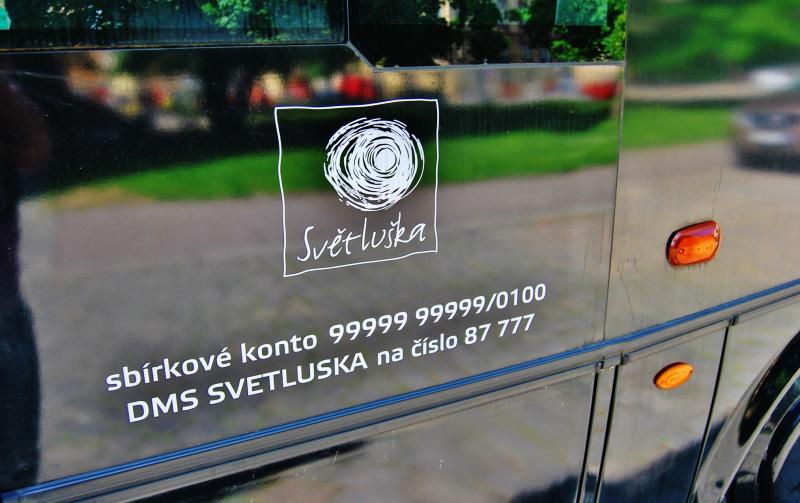 Světluška
sbírkové konto 99999 99999/0100
DMS SVETLUSKA na číslo 87 777